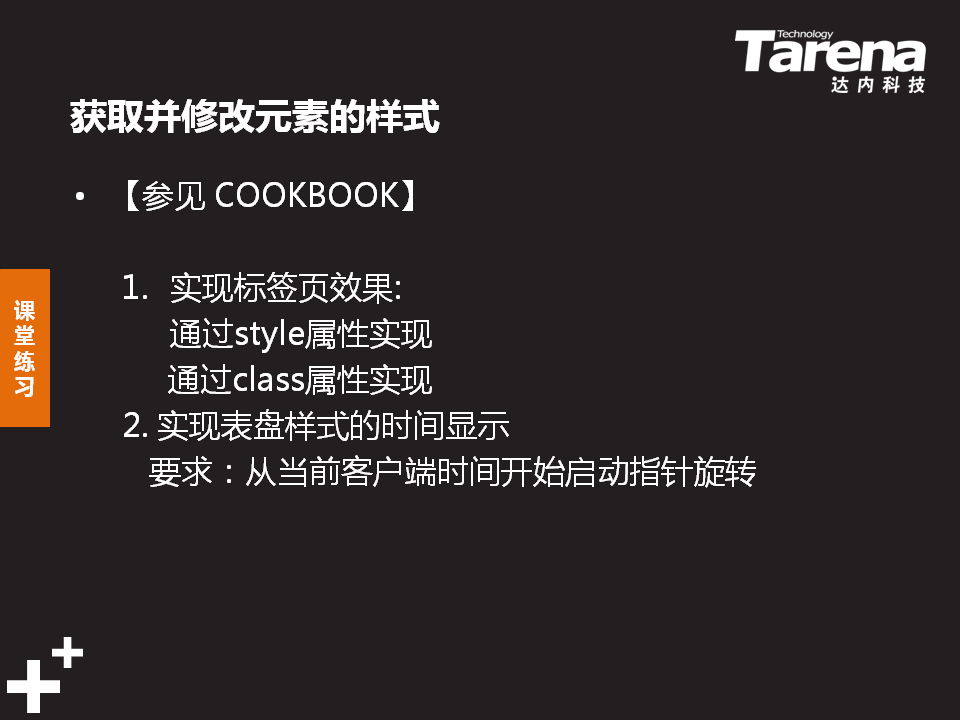 Technology
Tarena
达内科技
获取并修改元素的样式
• 【参见 COOKBOOK】
1. 实现标签页效果:
通过style属性实现
通过class属性实现
2. 实现表盘样式的时间显示
要求：从当前客户端时间开始启动指针旋转
课
堂
练
习